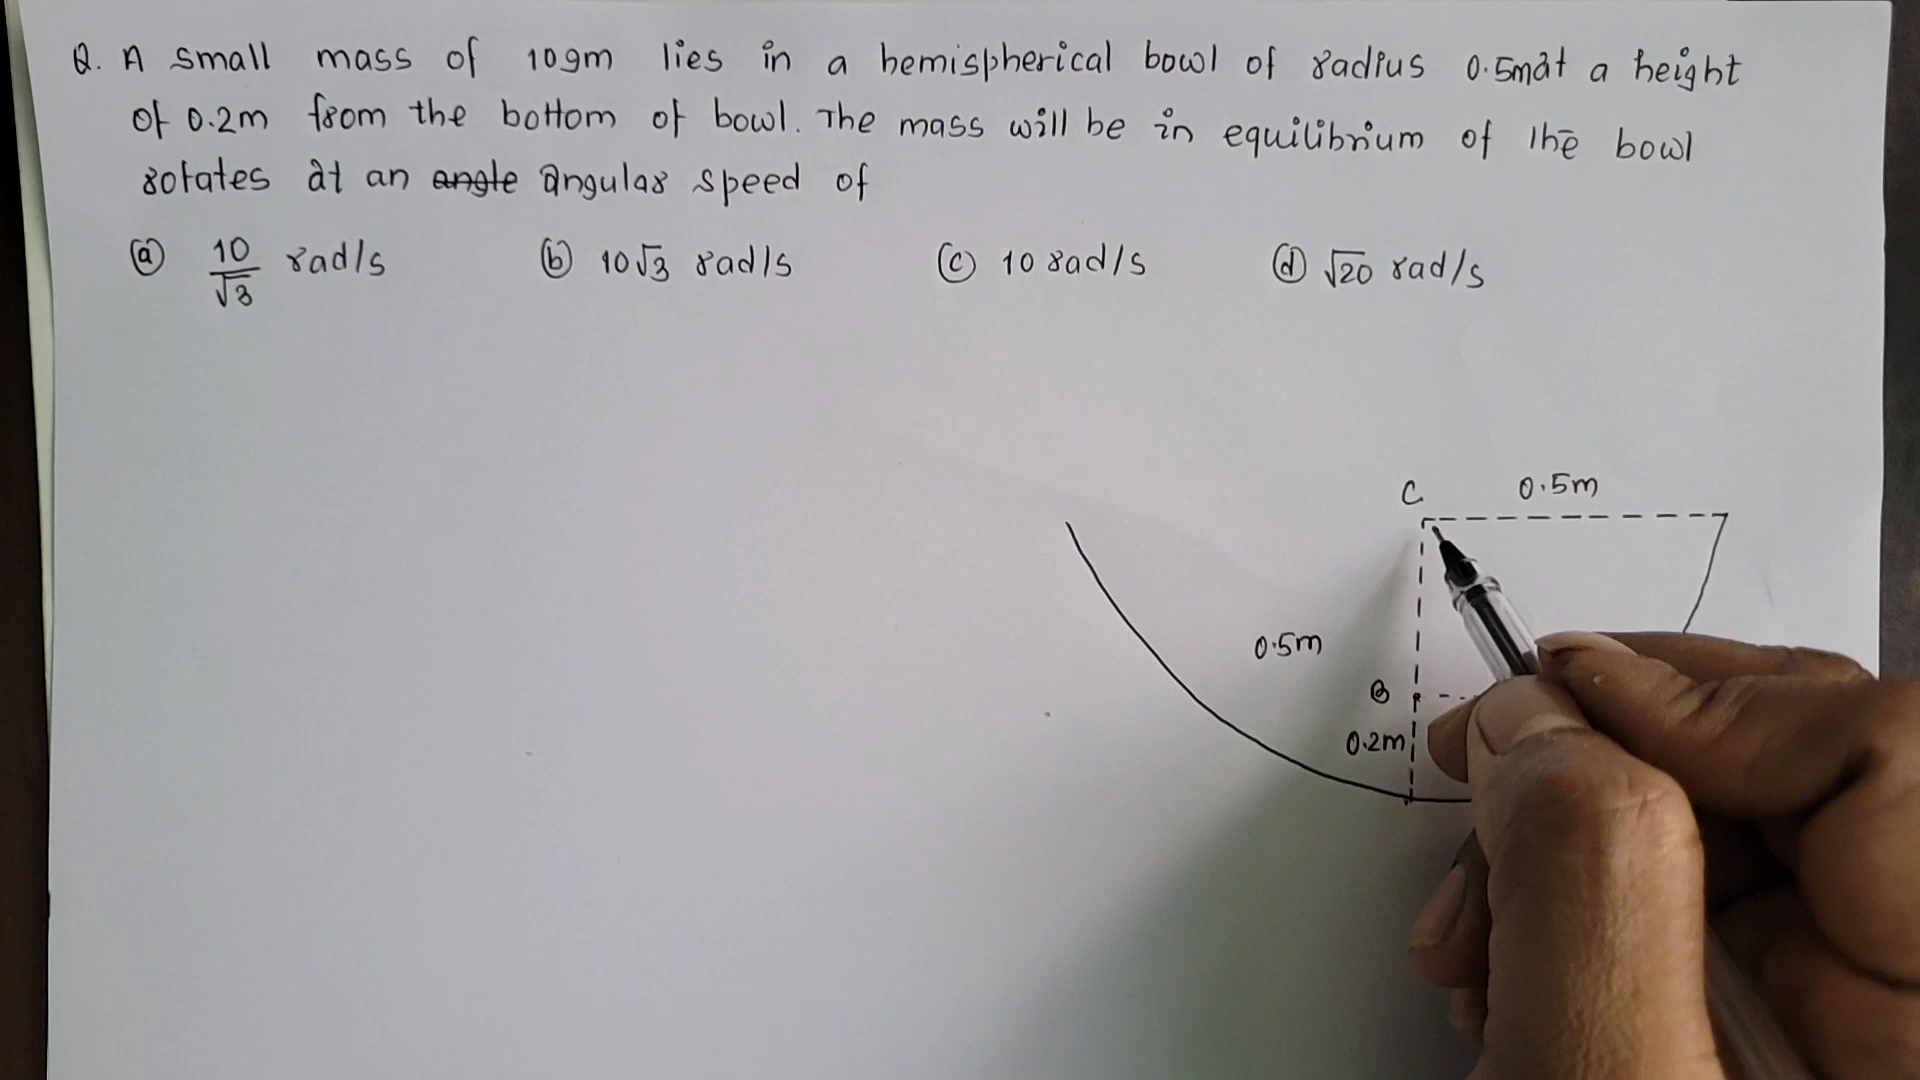 Q. A small mass of 10gm lies in a hemispherical bowl of radius 0.5m at a height
of 0.2m from the bottom of bowl. The mass will be in equilibrium of the bowl
rotates at an angle angular speed of
(a) 10/√3 rad/s (b) 10√3 rad/s (c) 10 rad/s (d) √20 rad/s
C 0.5m
0.5m
B
0.2m